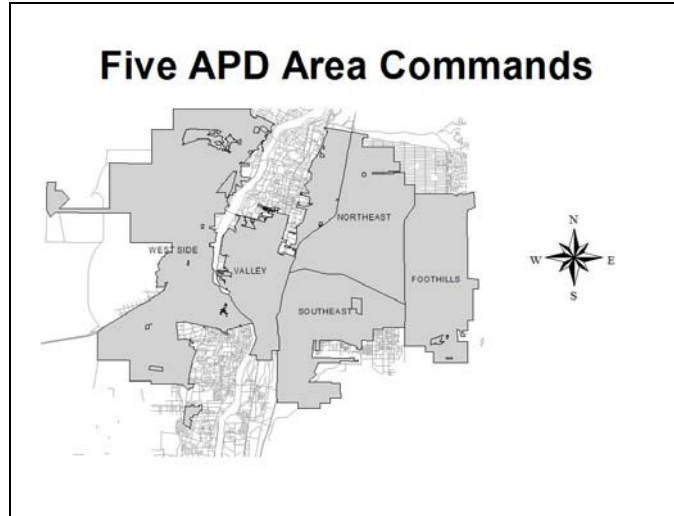 Five APD Area Commands
NORTHEAST
WEST SIDE
VALLEY
FOOTHILLS
SOUTHEAST
N
W
E
S